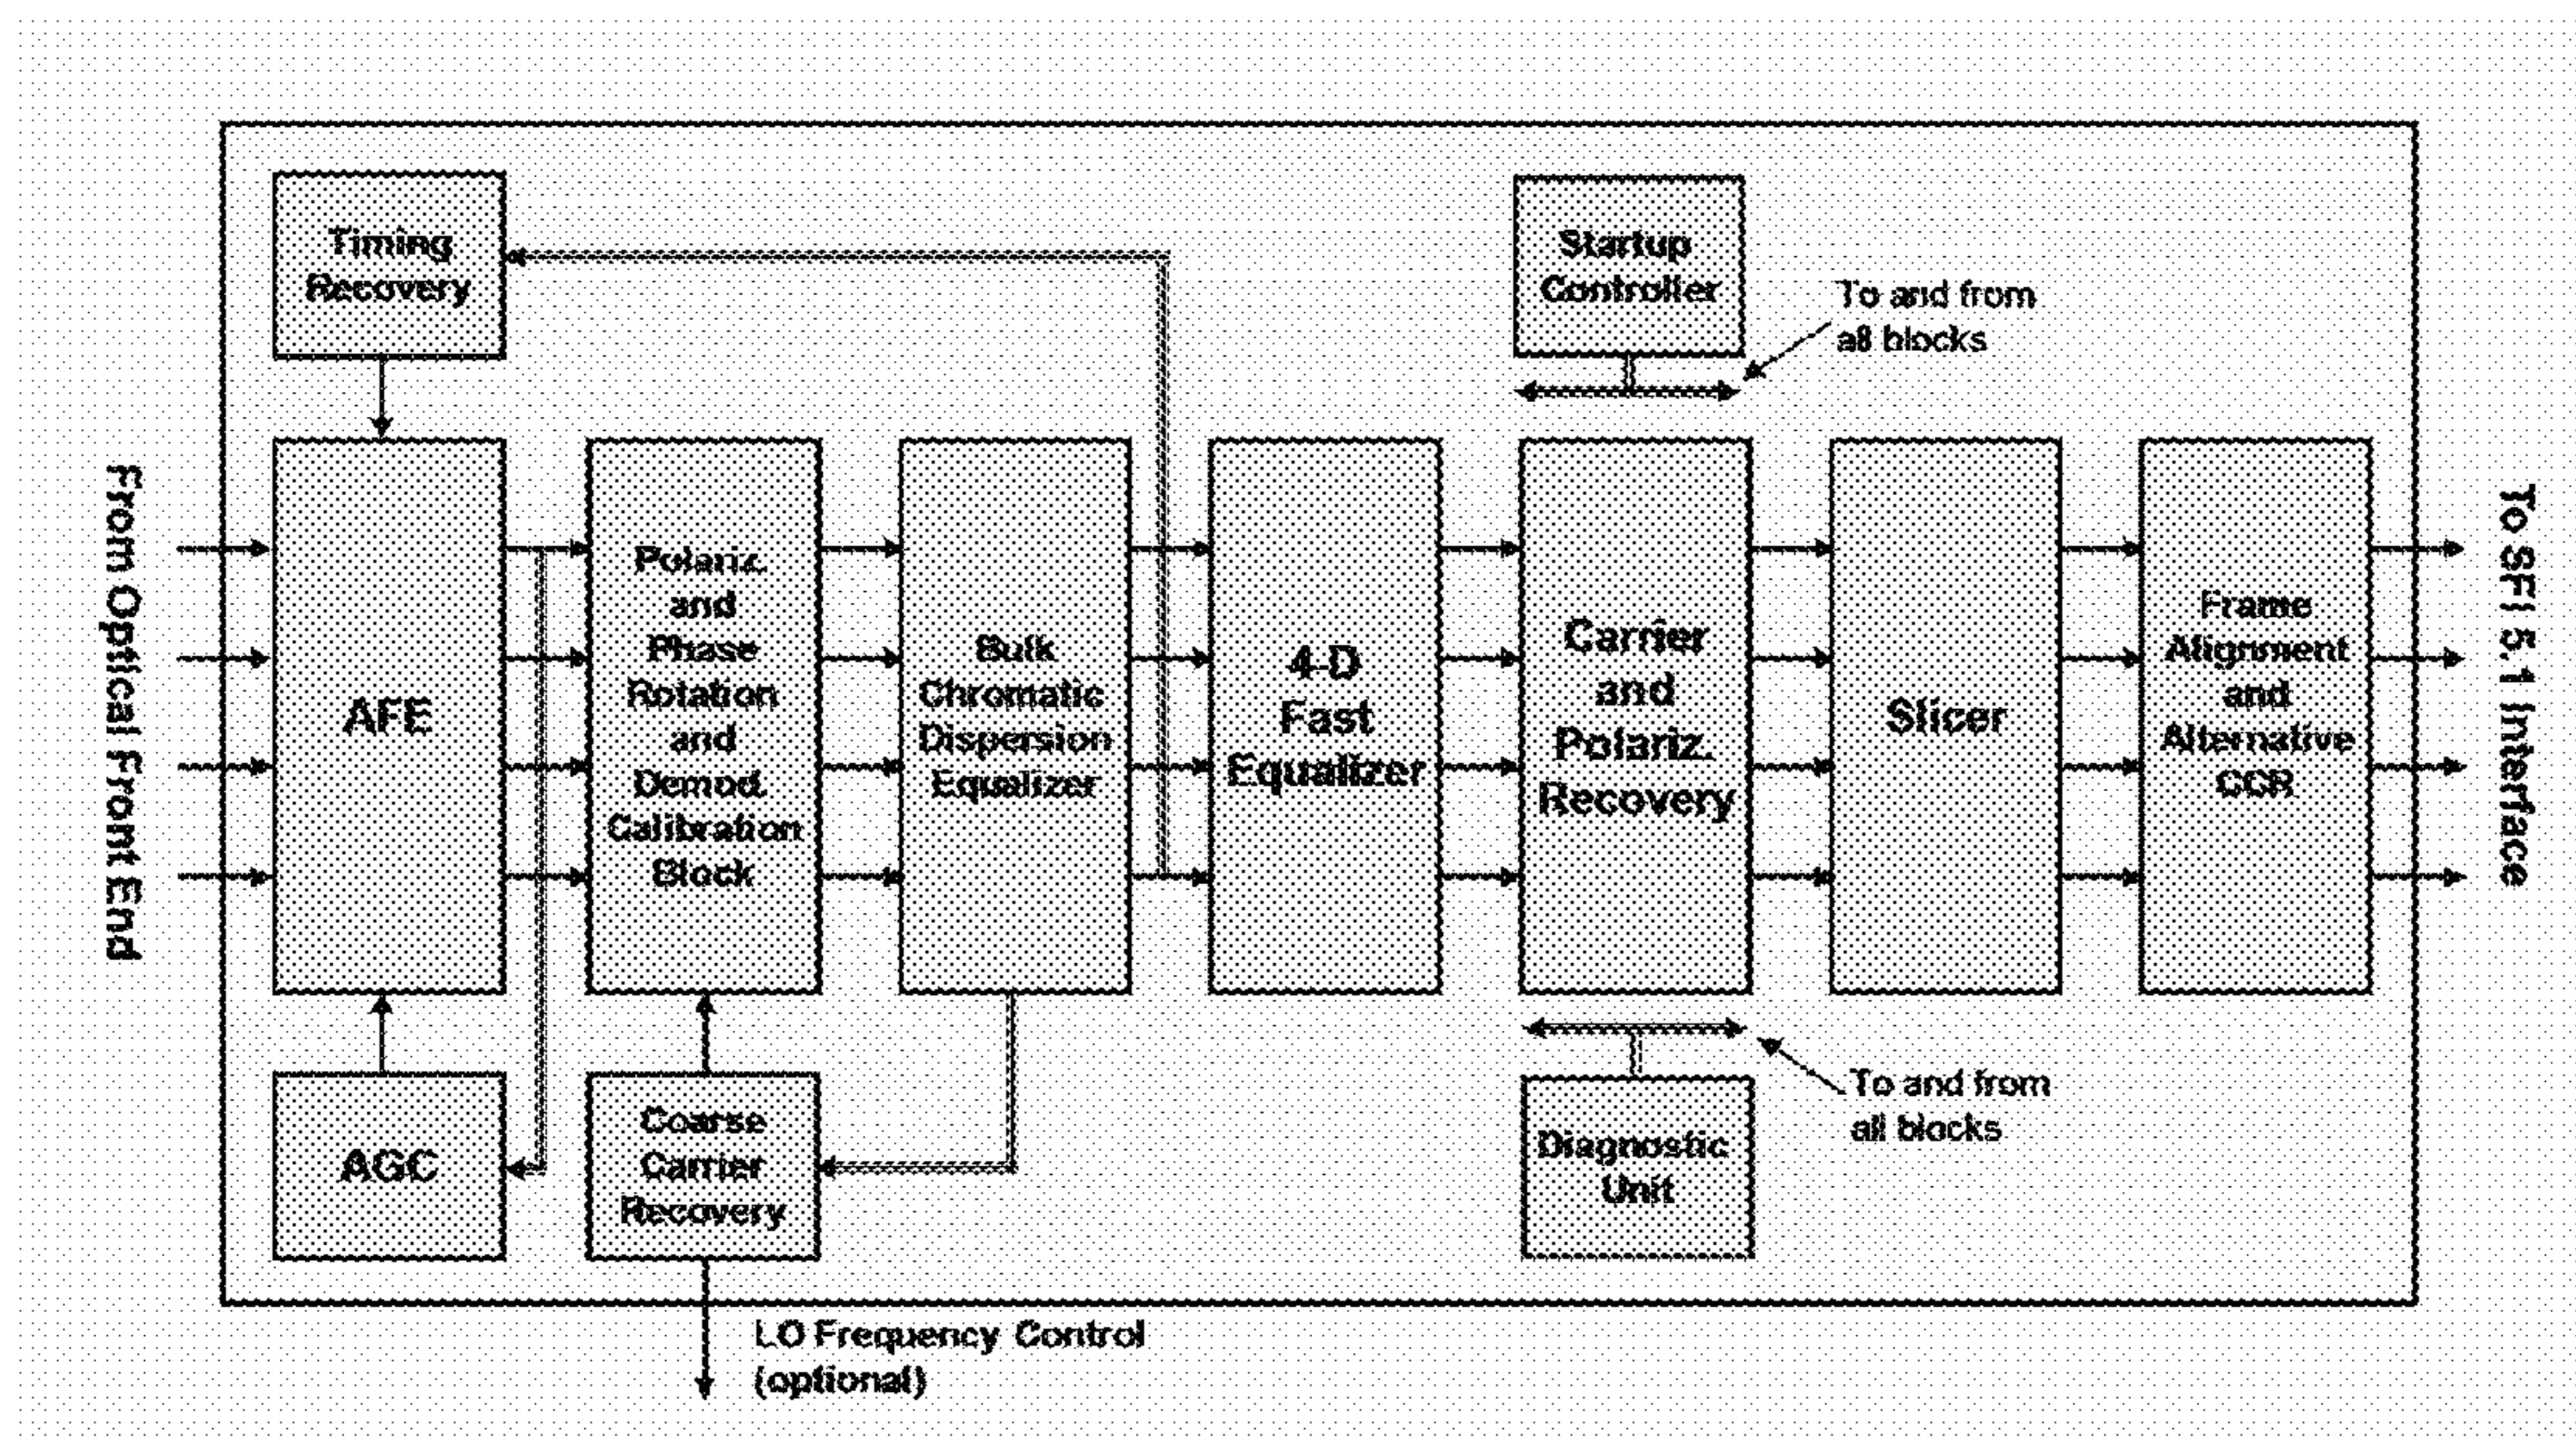 Timing
Recovery
Startup
Controller
To and from
all blocks
From Optical Front End
AFE
Polariz.
and
Phase
Rotation
and
Demod.
Calibration
Block
Bulk
Chromatic
Dispersion
Equalizer
4-D
Fast
Equalizer
Carrier
and
Polariz.
Recovery
Slicer
Frame
Alignment
and
Alternative
CCR
To SFI 5.1 Interface
AGC
Coarse
Carrier
Recovery
Diagnostic
Unit
To and from
all blocks
LO Frequency Control
(optional)